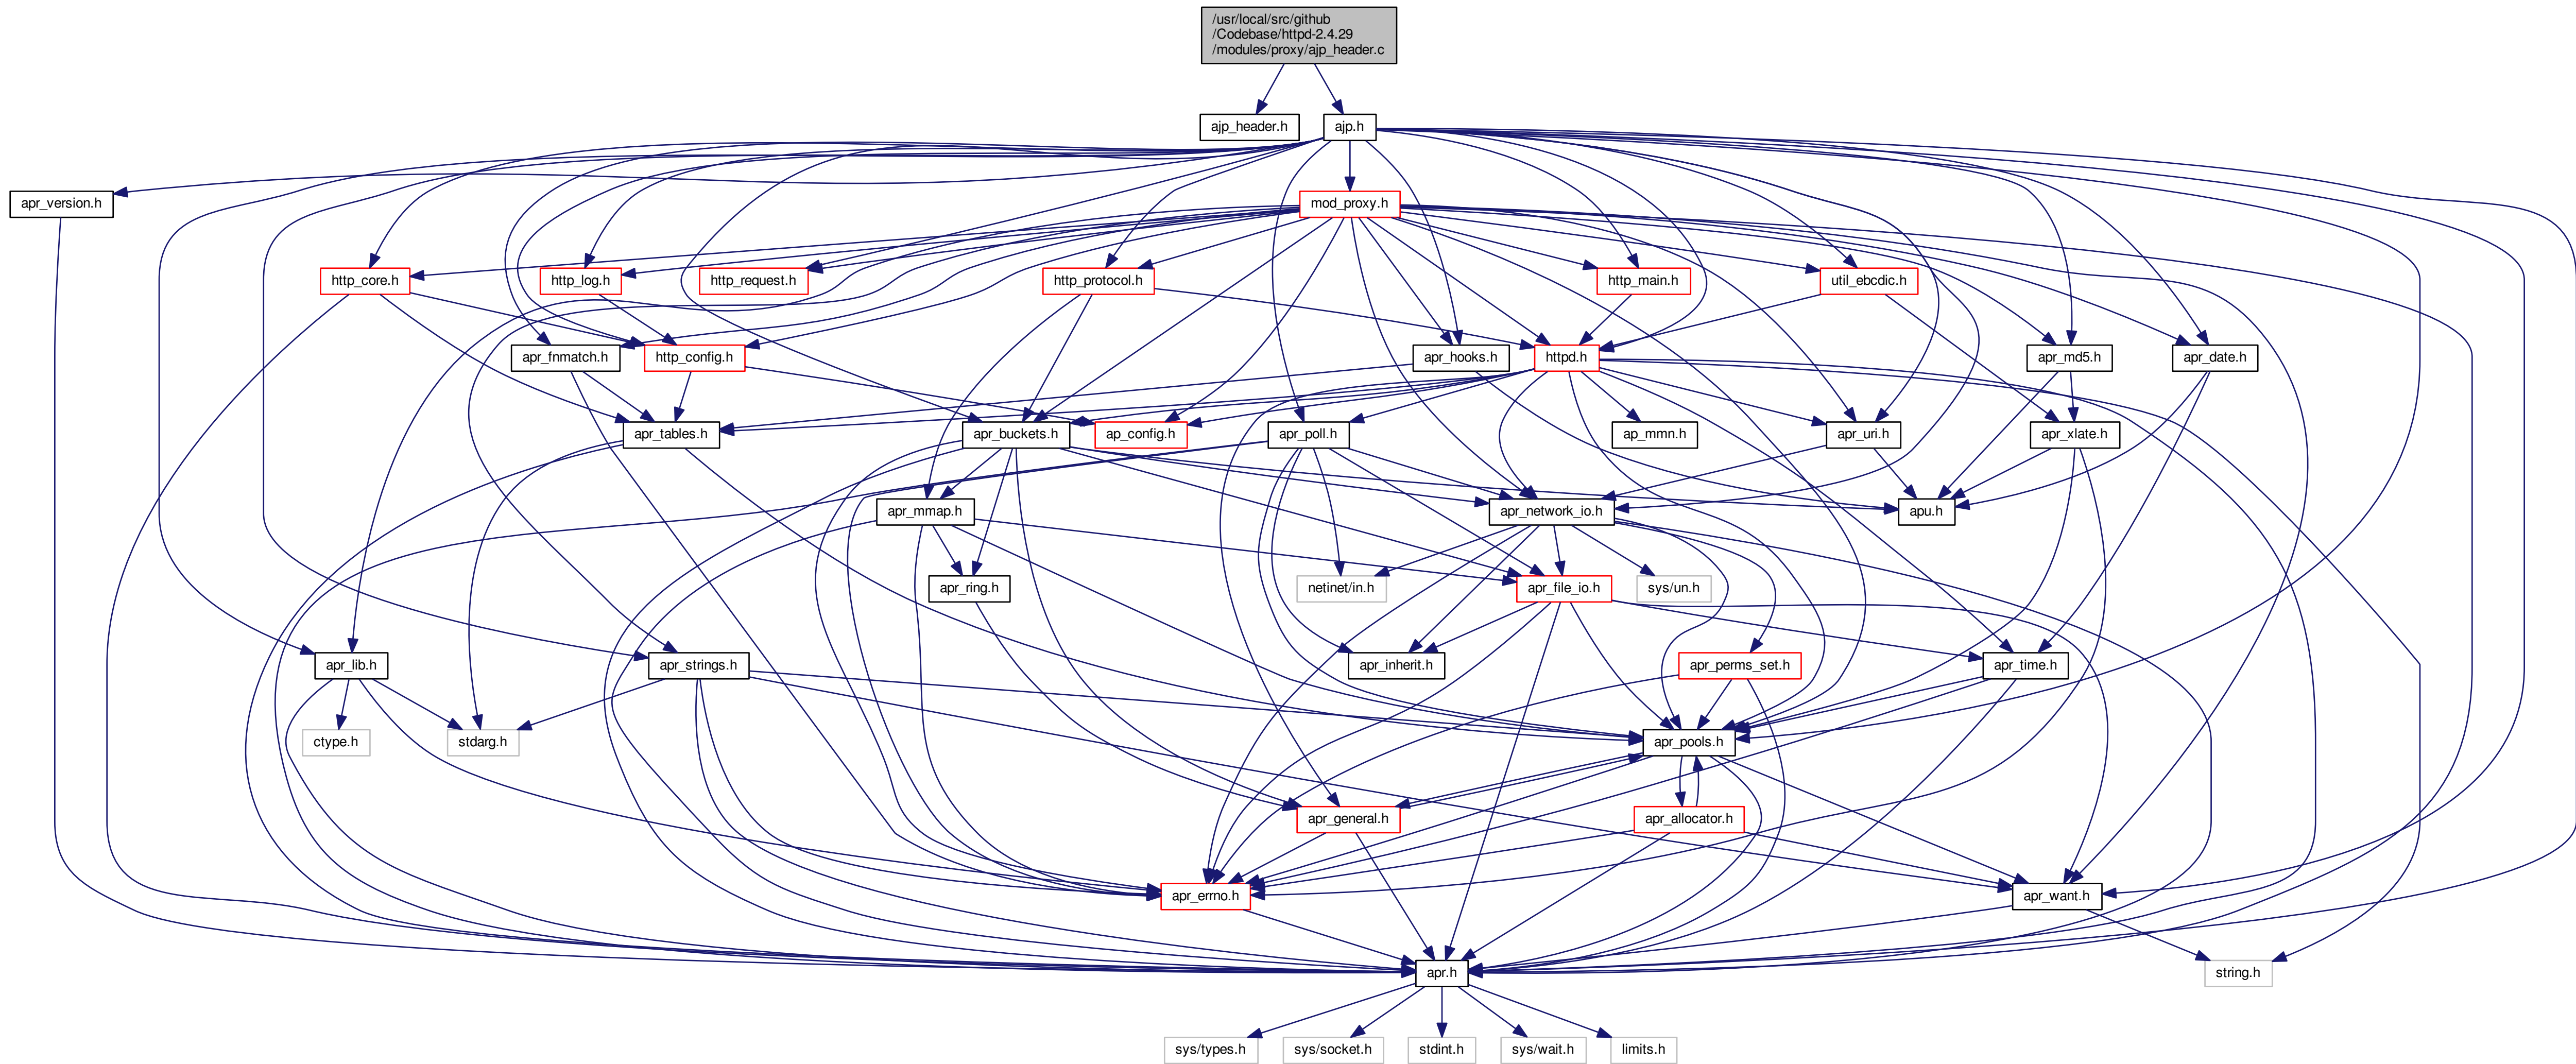 /usr/local/src/github
/Codebase/httpd-2.4.29
/modules/proxy/ajp_header.c
ajp_header.h
ajp.h
apr_version.h
mod_proxy.h
http_core.h
http_log.h
http_request.h
http_protocol.h
http_main.h
util_ebcdic.h
apr_fnmatch.h
http_config.h
apr_hooks.h
httpd.h
apr_md5.h
apr_date.h
apr_tables.h
apr_buckets.h
ap_config.h
apr_poll.h
ap_mmn.h
apr_uri.h
apr_xlate.h
apr_mmap.h
apr_network_io.h
apu.h
apr_ring.h
netinet/in.h
apr_file_io.h
sys/un.h
apr_lib.h
apr_strings.h
apr_inherit.h
apr_perms_set.h
apr_time.h
ctype.h
stdarg.h
apr_pools.h
apr_general.h
apr_allocator.h
apr_errno.h
apr_want.h
apr.h
string.h
sys/types.h
sys/socket.h
stdint.h
sys/wait.h
limits.h